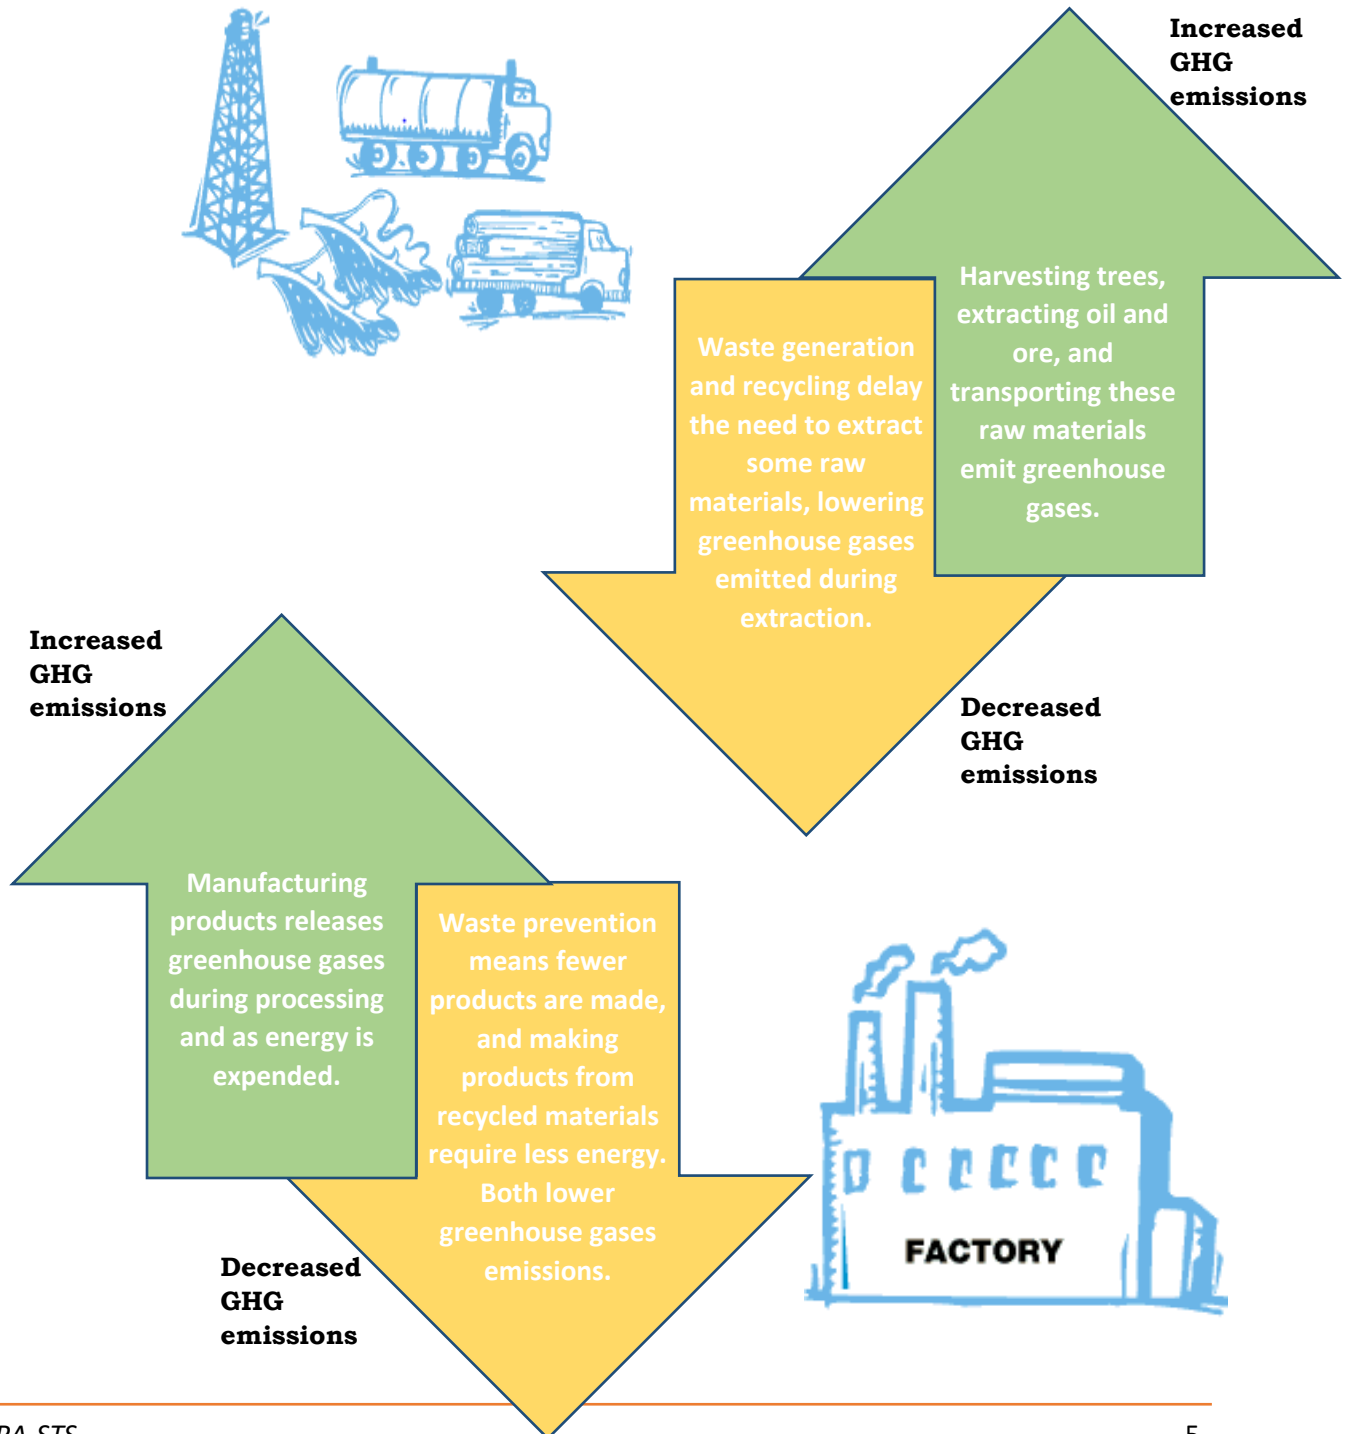 Increased
GHG
emissions
Harvesting trees,
extracting oil and
ore, and
transporting these
raw materials
emit greenhouse
gases.
Waste generation
and recycling delay
the need to extract
some raw
materials, lowering
greenhouse gases
emitted during
extraction.
Decreased
GHG
emissions
Increased
GHG
emissions
Manufacturing
products releases
greenhouse gases
during processing
and as energy is
expended.
Waste prevention
means fewer
products are made,
and making
products from
recycled materials
require less energy.
Both lower
greenhouse gases
emissions.
Decreased
GHG
emissions
FACTORY